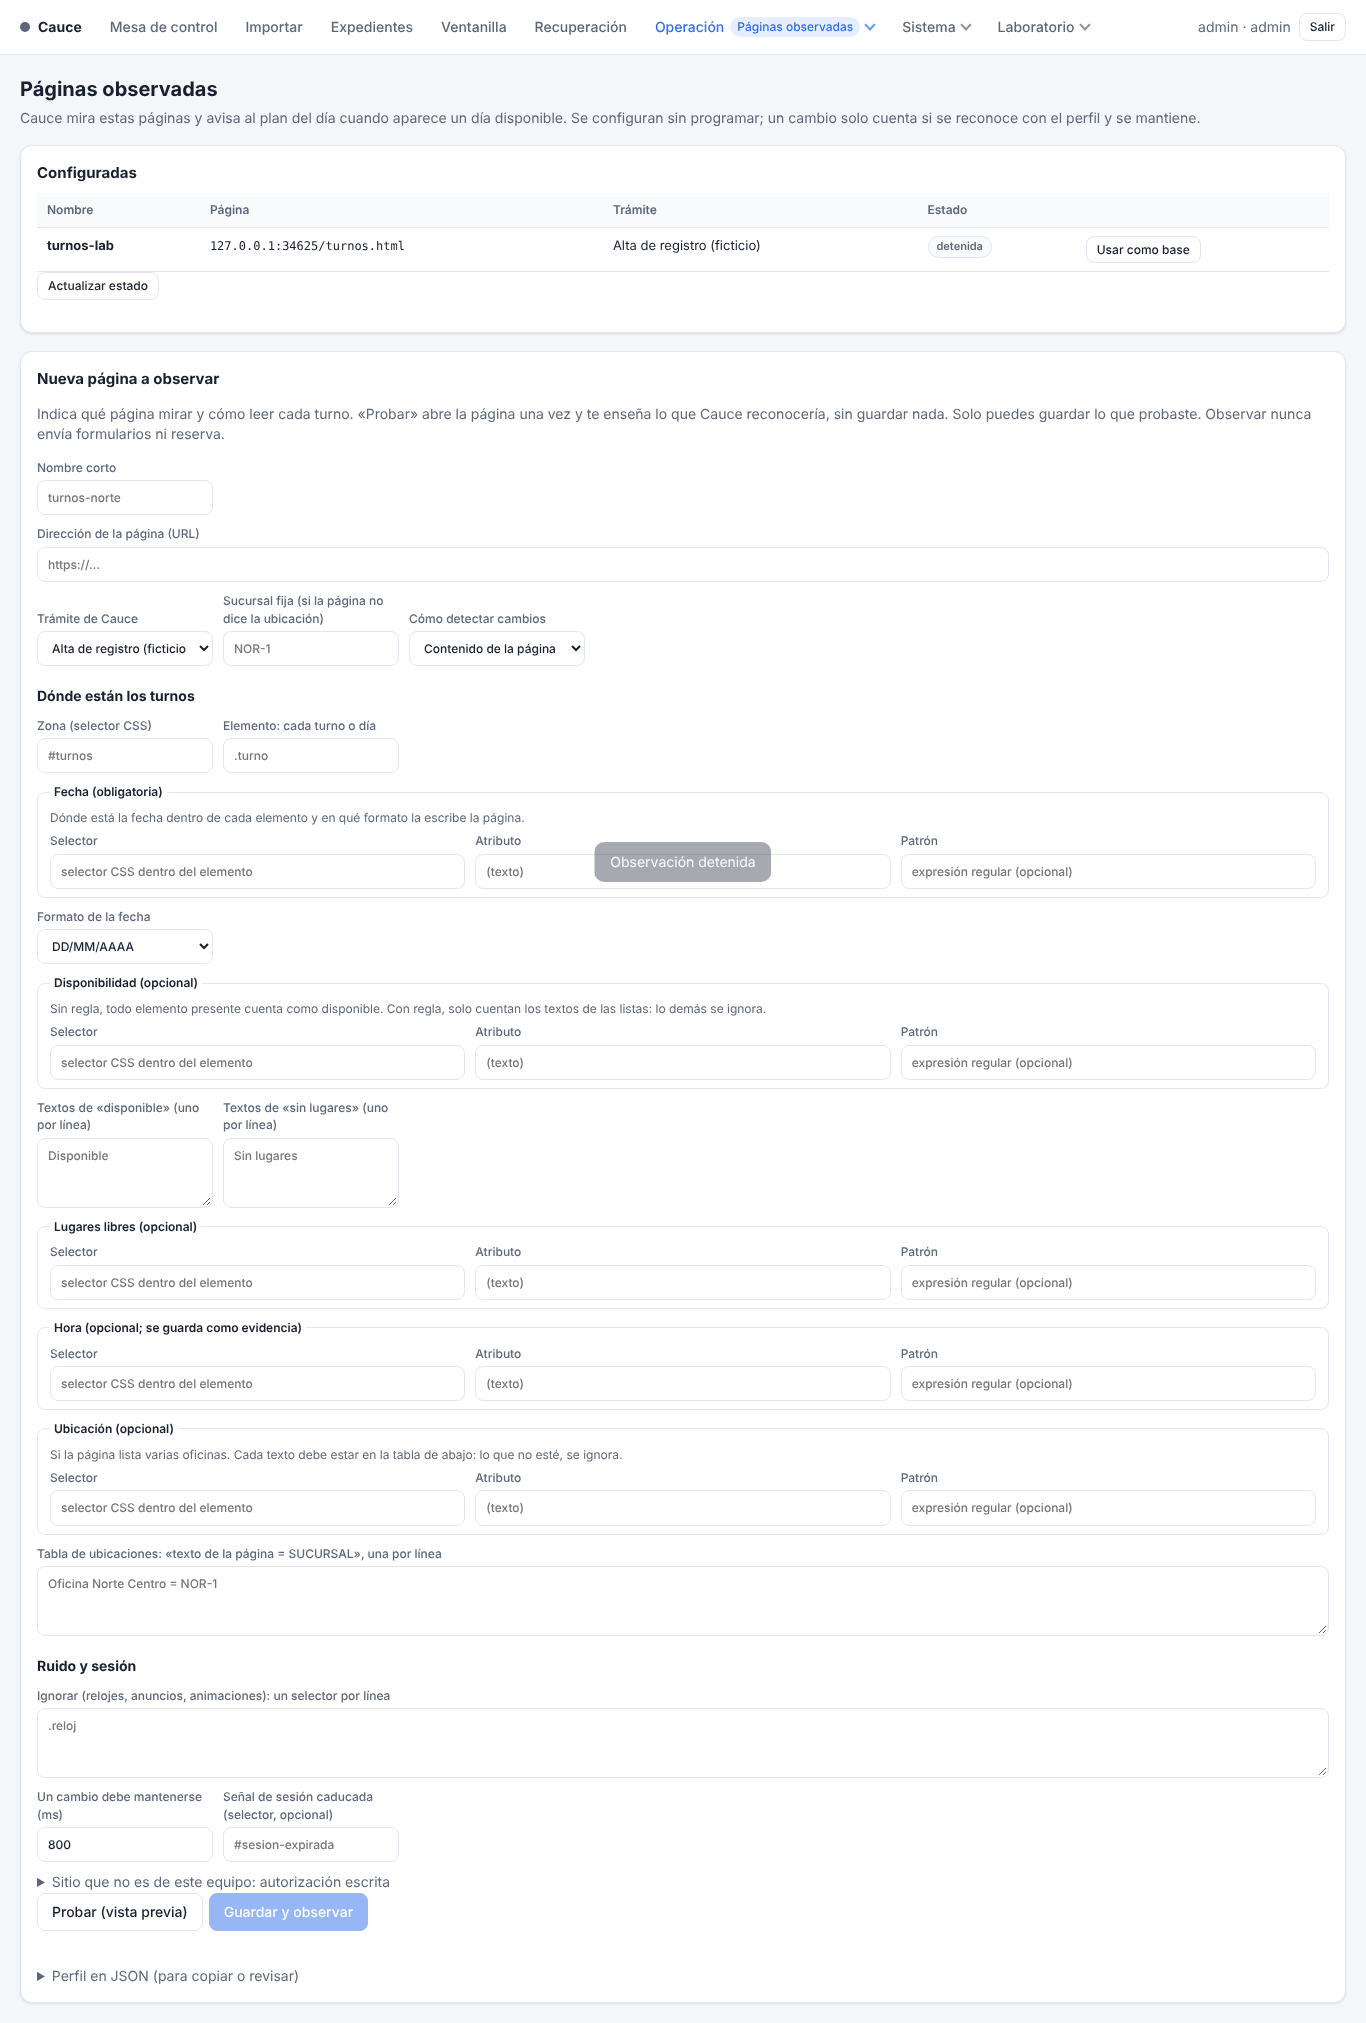 Cauce
Mesa de control
Importar
Expedientes
Ventanilla
Recuperación
Operación
Páginas observadas
Sistema
Laboratorio
admin · admin
Salir
Páginas observadas
Cauce mira estas páginas y avisa al plan del día cuando aparece un día disponible. Se configuran sin programar; un cambio solo cuenta si se reconoce con el perfil y se mantiene.
Configuradas
Nombre Página Trámite Estado
turnos-lab 127.0.0.1:34625/turnos.html Alta de registro (ficticio) detenida Usar como base
Actualizar estado
Nueva página a observar
Indica qué página mirar y cómo leer cada turno. «Probar» abre la página una vez y te enseña lo que Cauce reconocería, sin guardar nada. Solo puedes guardar lo que probaste. Observar nunca
envía formularios ni reserva.
Nombre corto
turnos-norte
Dirección de la página (URL)
https://...
Trámite de Cauce
Alta de registro (ficticio
Sucursal fija (si la página no
dice la ubicación)
NOR-1
Cómo detectar cambios
Contenido de la página
Dónde están los turnos
Zona (selector CSS)
#turnos
Elemento: cada turno o día
.turno
Fecha (obligatoria)
Dónde está la fecha dentro de cada elemento y en qué formato la escribe la página.
Selector Atributo Patrón
selector CSS dentro del elemento (texto) expresión regular (opcional)
Observación detenida
Formato de la fecha
DD/MM/AAAA
Disponibilidad (opcional)
Sin regla, todo elemento presente cuenta como disponible. Con regla, solo cuentan los textos de las listas: lo demás se ignora.
Selector Atributo Patrón
selector CSS dentro del elemento (texto) expresión regular (opcional)
Textos de «disponible» (uno
por línea)
Disponible
Textos de «sin lugares» (uno
por línea)
Sin lugares
Lugares libres (opcional)
Selector Atributo Patrón
selector CSS dentro del elemento (texto) expresión regular (opcional)
Hora (opcional; se guarda como evidencia)
Selector Atributo Patrón
selector CSS dentro del elemento (texto) expresión regular (opcional)
Ubicación (opcional)
Si la página lista varias oficinas. Cada texto debe estar en la tabla de abajo: lo que no esté, se ignora.
Selector Atributo Patrón
selector CSS dentro del elemento (texto) expresión regular (opcional)
Tabla de ubicaciones: «texto de la página = SUCURSAL», una por línea
Oficina Norte Centro = NOR-1
Ruido y sesión
Ignorar (relojes, anuncios, animaciones): un selector por línea
.reloj
Un cambio debe mantenerse
(ms)
800
Señal de sesión caducada
(selector, opcional)
#sesion-expirada
Sitio que no es de este equipo: autorización escrita
Probar (vista previa)
Guardar y observar
Perfil en JSON (para copiar o revisar)